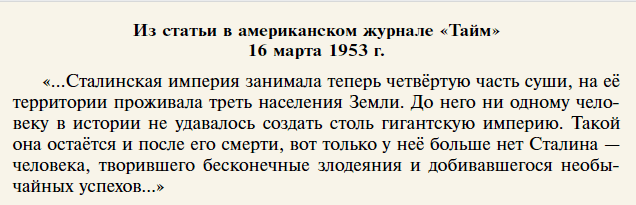 Из статьи в американском журнале «Тайм»
16 марта 1953 г.
«...Сталинская империя занимала теперь четвёртую часть суши, на её
территории проживала треть населения Земли. До него ни одному чело-
веку в истории не удавалось создать столь гигантскую империю. Такой
она остаётся и после его смерти, вот только у неё больше нет Сталина —
человека, творившего бесконечные злодеяния и добивавшегося необы-
чайных успехов...»